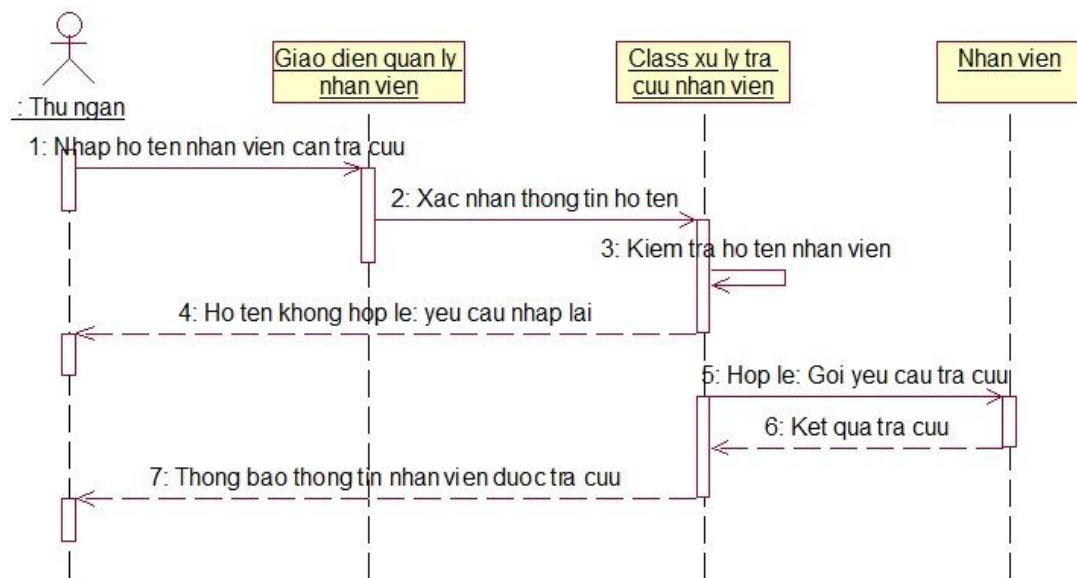 : Thu ngan
Giao dien quan ly
nhan vien
Class xu ly tra
cuu nhan vien
Nhan vien
1: Nhap ho ten nhan vien can tra cuu
2: Xac nhan thong tin ho ten
3: Kiem tra ho ten nhan vien
4: Ho ten khong hop le: yeu cau nhap lai
5: Hop le: Goi yeu cau tra cuu
6: Ket qua tra cuu
7: Thong bao thong tin nhan vien duoc tra cuu